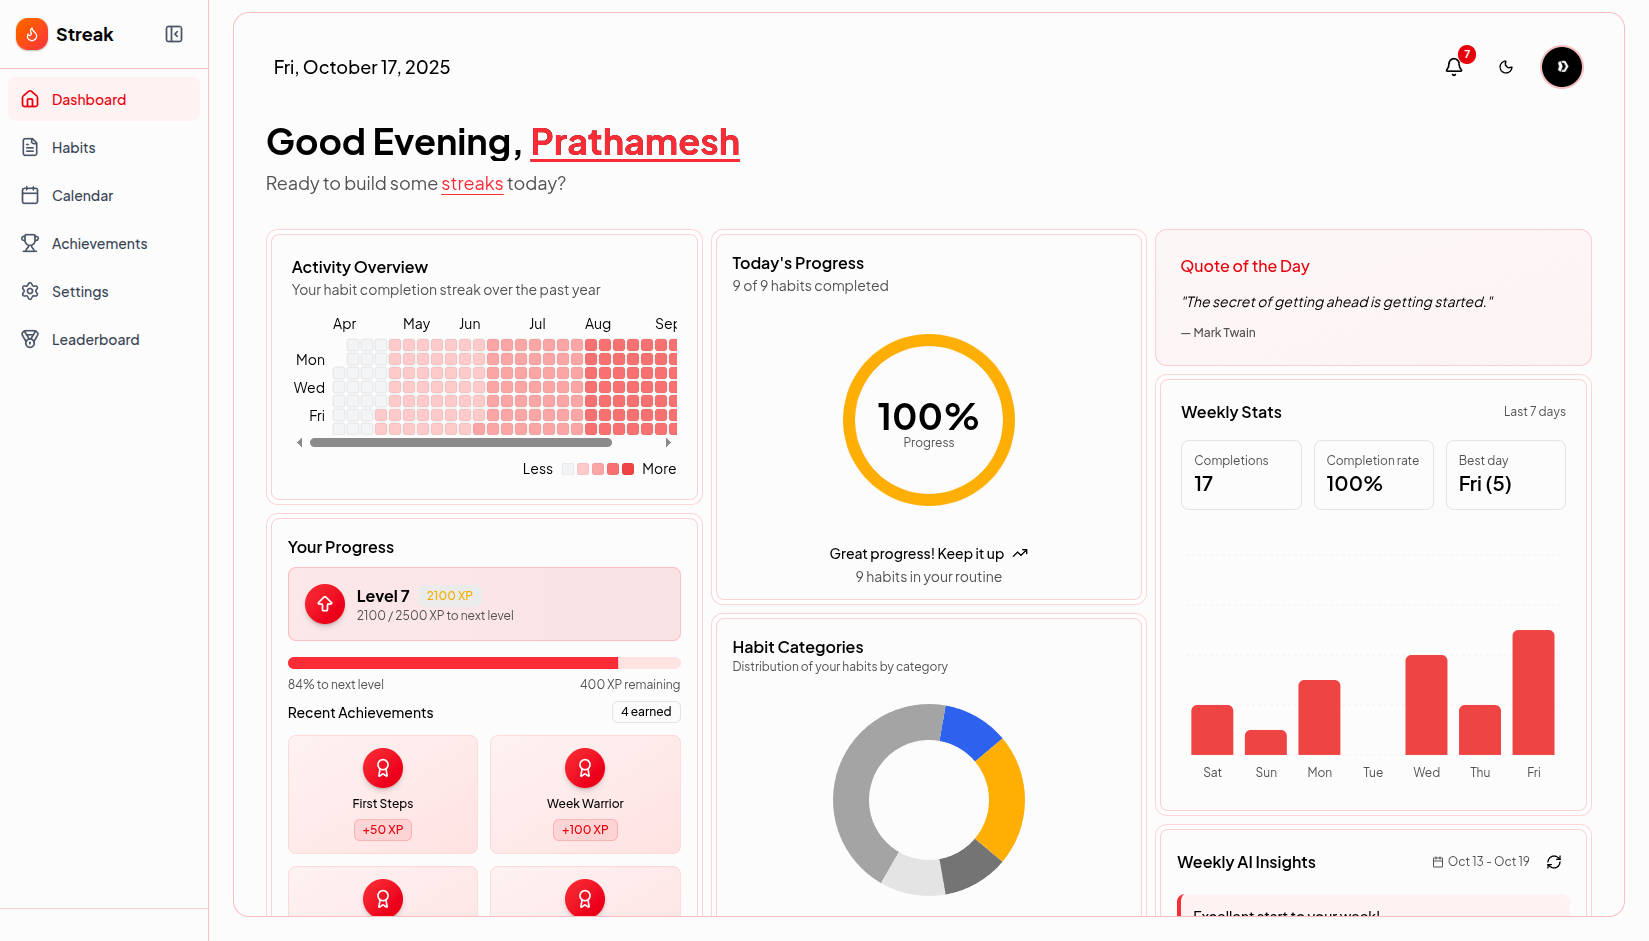 Streak
Dashboard
Habits
Calendar
Achievements
Settings
Leaderboard
Fri, October 17, 2025
7
Good Evening, Prathamesh
Ready to build some streaks today?
Activity Overview
Your habit completion streak over the past year
Apr May Jun Jul Aug Sep
Mon
Wed
Fri
Less More
Your Progress
Level 7 2100 XP
2100 / 2500 XP to next level
84% to next level 400 XP remaining
Recent Achievements 4 earned
First Steps
+50 XP
Week Warrior
+100 XP
Today's Progress
9 of 9 habits completed
100%
Progress
Great progress! Keep it up
9 habits in your routine
Habit Categories
Distribution of your habits by category
Quote of the Day
"The secret of getting ahead is getting started."
— Mark Twain
Weekly Stats Last 7 days
Completions
17
Completion rate
100%
Best day
Fri (5)
Sat Sun Mon Tue Wed Thu Fri
Weekly AI Insights Oct 13 - Oct 19
Excellent start to your week!